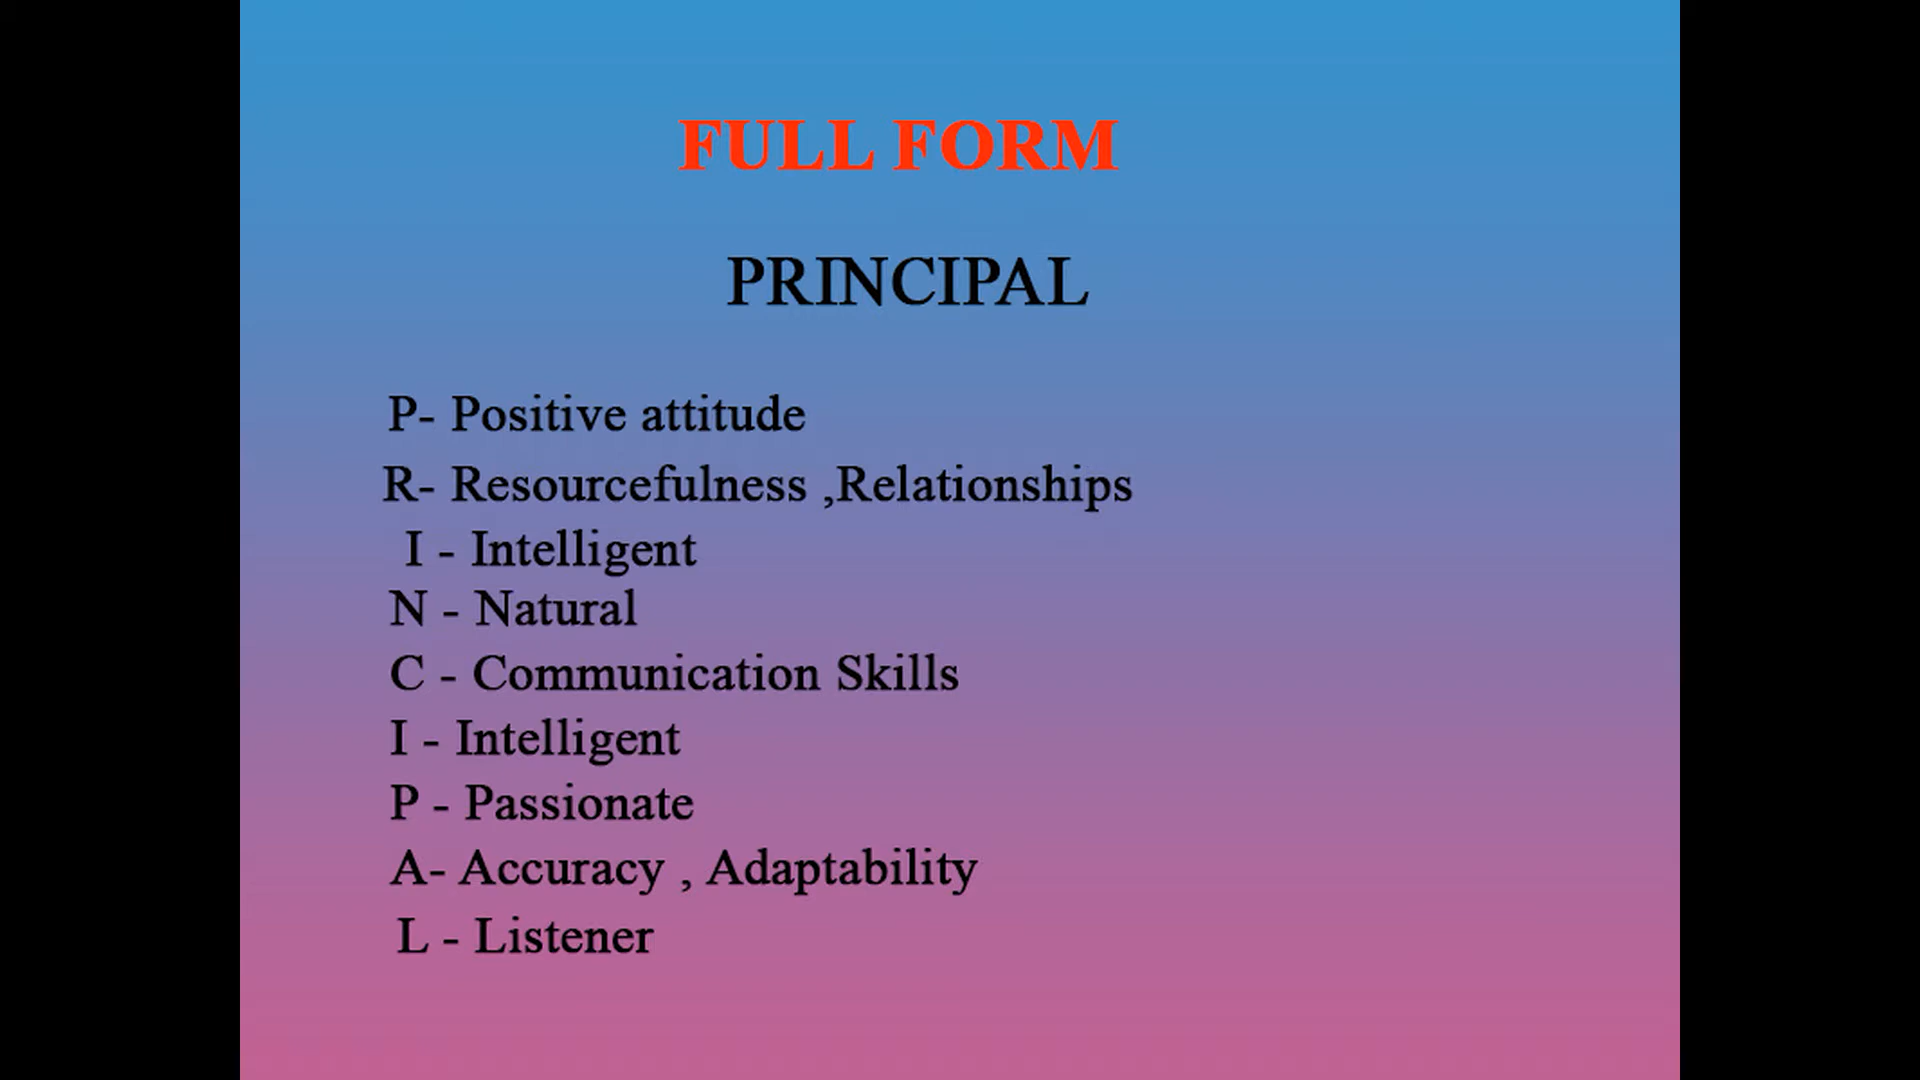 FULL FORM
PRINCIPAL
P- Positive attitude
R- Resourcefulness ,Relationships
I - Intelligent
N - Natural
C - Communication Skills
I - Intelligent
P - Passionate
A- Accuracy , Adaptability
L - Listener